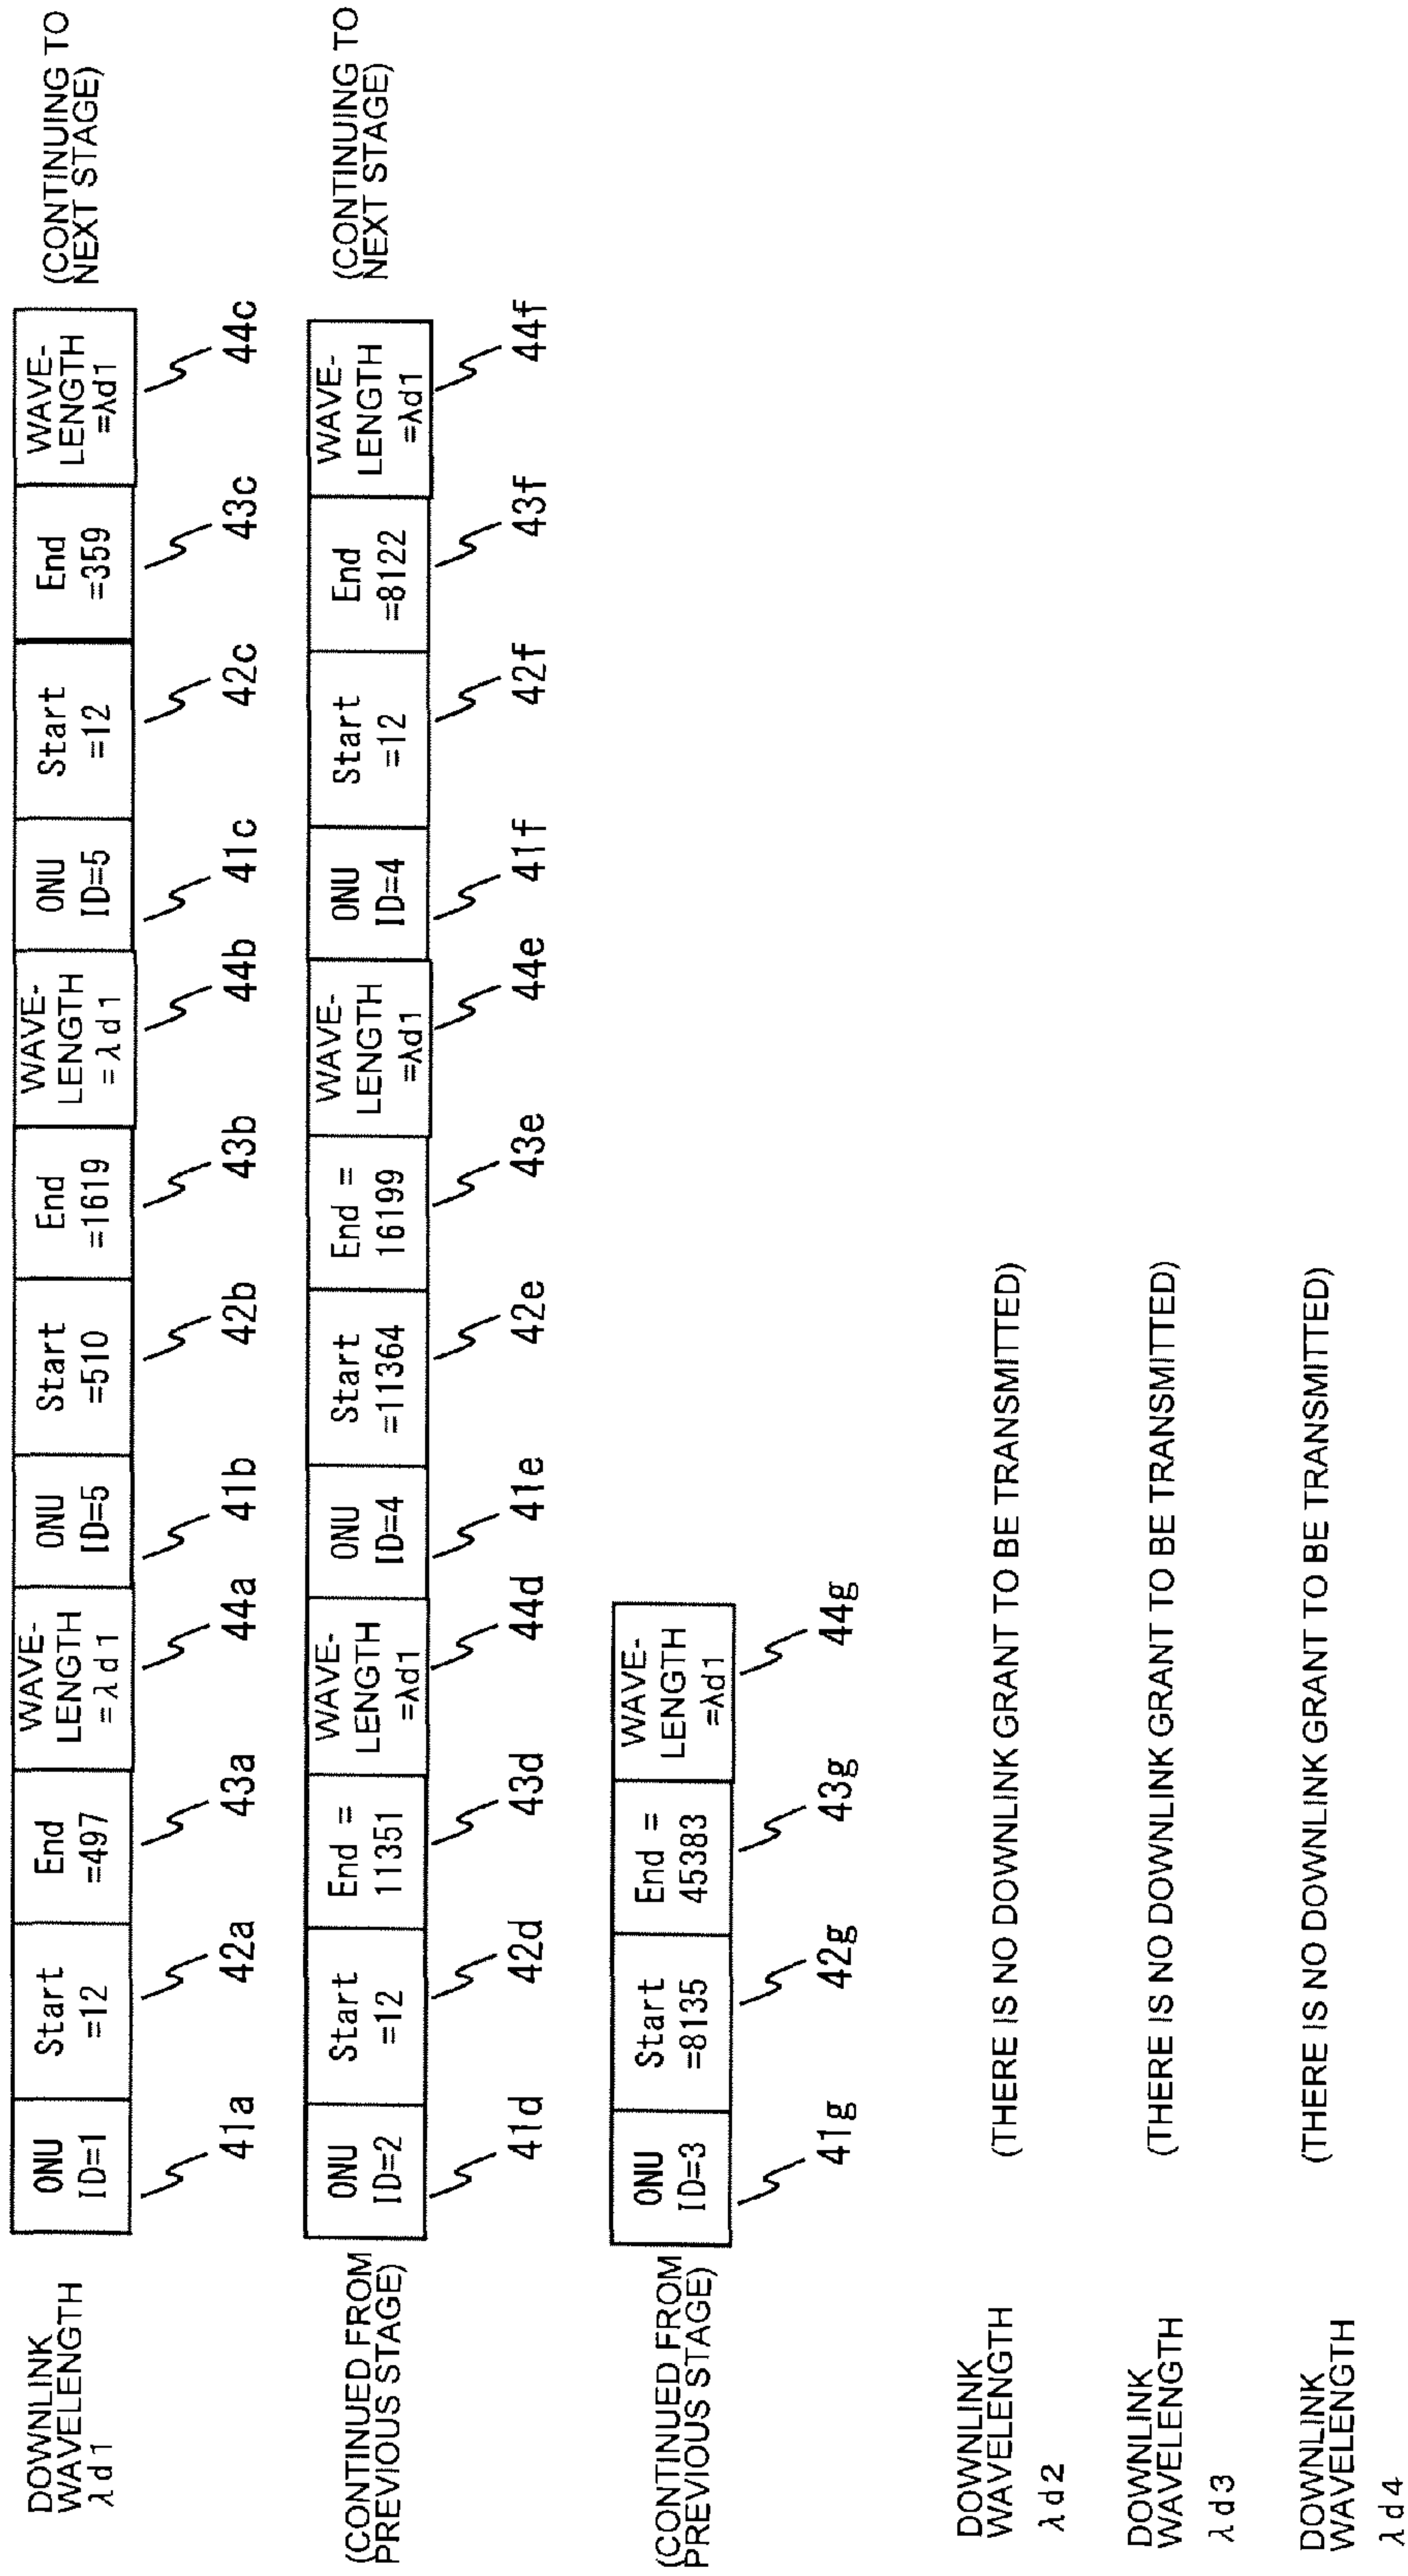 DOWNLINK
WAVELENGTH
λd1
ONU
ID=1
Start
=12
End
=497
WAVE-
LENGTH
=λd1
ONU
ID=5
Start
=510
End
=1619
WAVE-
LENGTH
=λd1
ONU
ID=5
Start
=12
End
=359
WAVE-
LENGTH
=λd1
(CONTINUING TO
NEXT STAGE)
41a
42a
43a
44a
41b
42b
43b
44b
41c
42c
43c
44c
(CONTINUED FROM
PREVIOUS STAGE)
ONU
ID=2
Start
=12
End =
11351
WAVE-
LENGTH
=λd1
ONU
ID=4
Start
=11364
End =
16199
WAVE-
LENGTH
=λd1
ONU
ID=4
Start
=12
End
=8122
WAVE-
LENGTH
=λd1
(CONTINUING TO
NEXT STAGE)
41d
42d
43d
44d
41e
42e
43e
44e
41f
42f
43f
44f
(CONTINUED FROM
PREVIOUS STAGE)
ONU
ID=3
Start
=8135
End =
45383
WAVE-
LENGTH
=λd1
41g
42g
43g
44g
DOWNLINK
WAVELENGTH
λd2
(THERE IS NO DOWNLINK GRANT TO BE TRANSMITTED)
DOWNLINK
WAVELENGTH
λd3
(THERE IS NO DOWNLINK GRANT TO BE TRANSMITTED)
DOWNLINK
WAVELENGTH
λd4
(THERE IS NO DOWNLINK GRANT TO BE TRANSMITTED)